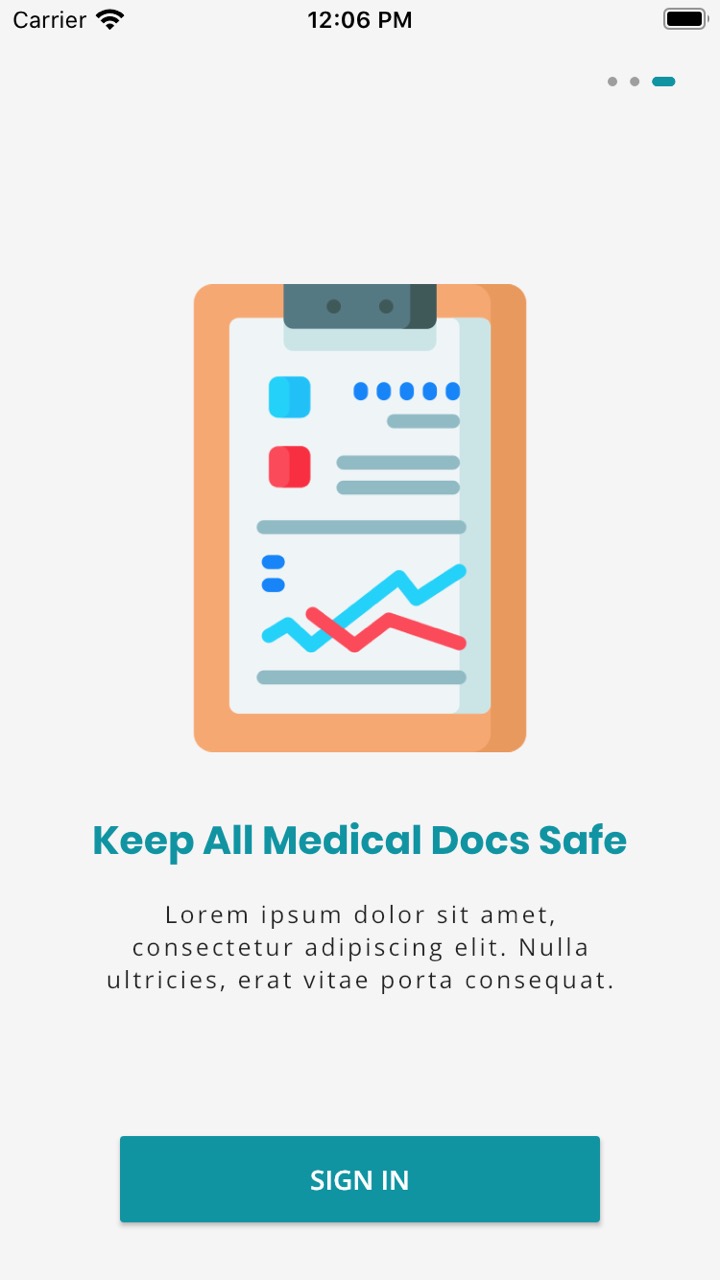 Carrier 12:06 PM
Keep All Medical Docs Safe
Lorem ipsum dolor sit amet,
consectetur adipiscing elit. Nulla
ultricies, erat vitae porta consequat.
SIGN IN